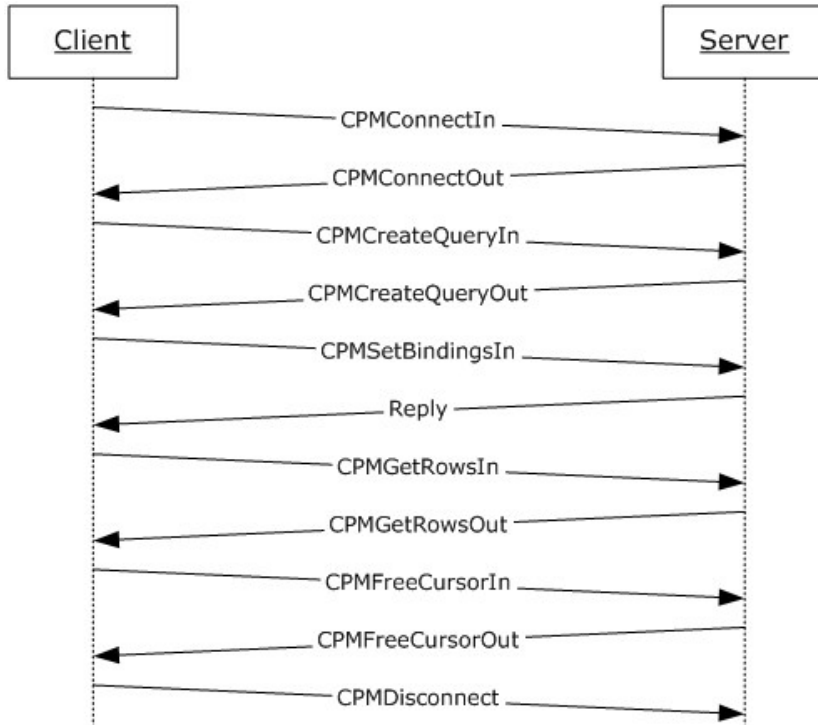 Client
Server
CPMConnectIn
CPMConnectOut
CPMCreateQueryIn
CPMCreateQueryOut
CPMSetBindingsIn
Reply
CPMGetRowsIn
CPMGetRowsOut
CPMFreeCursorIn
CPMFreeCursorOut
CPMDisconnect